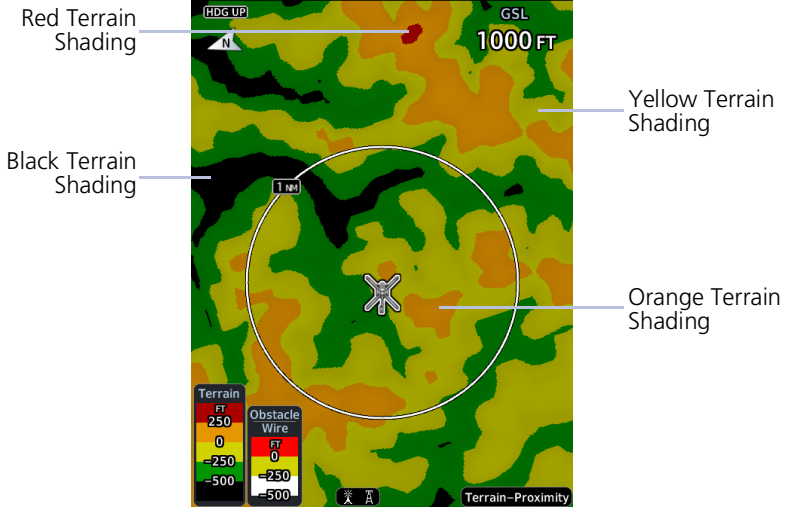 Red Terrain
Shading
HDG UP
N
GSL
1000 FT
Yellow Terrain
Shading
Black Terrain
Shading
1 NM
Orange Terrain
Shading
Terrain
FT
250
0
-250
-500
Obstacle
Wire
FT
0
-250
-500
Terrain-Proximity